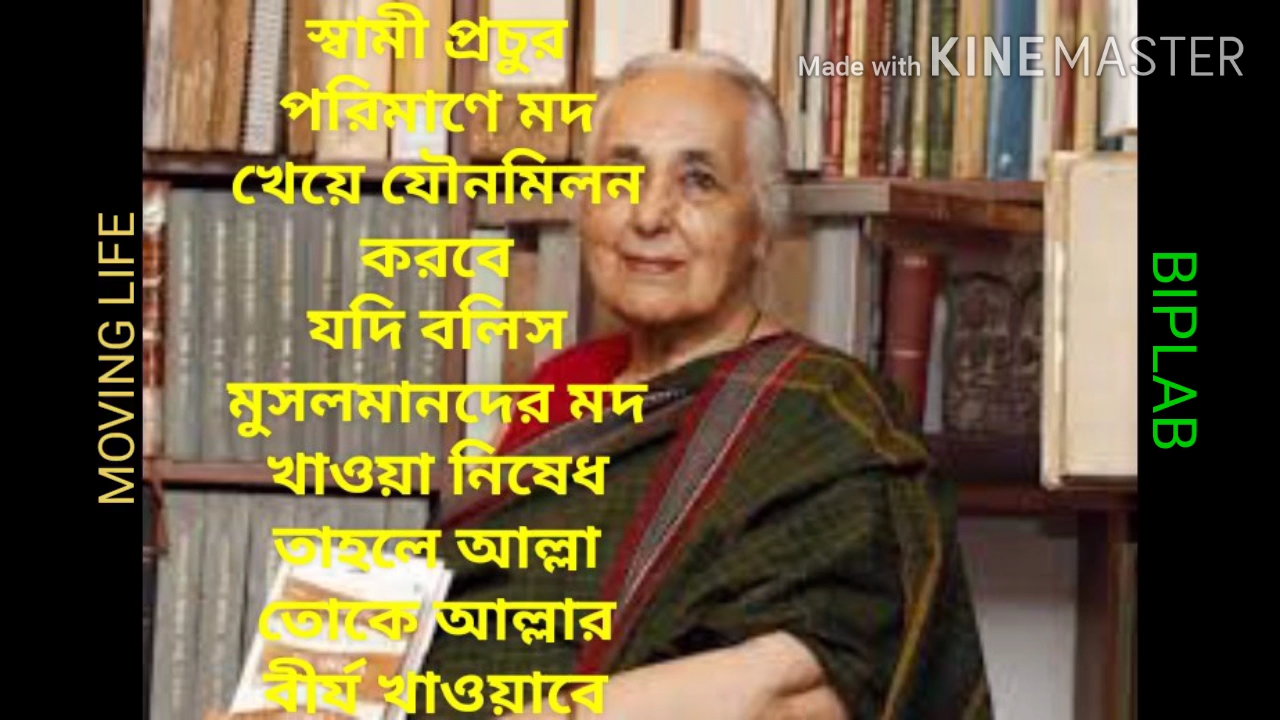 স্বামী প্রচুর
পরিমাণে মদ
খেয়ে যৌনমিলন
করবে
যদি বলিস
মুসলমানদের মদ
খাওয়া নিষেধ
তাহলে আল্লা
তোকে আল্লার
বীর্য খাওয়াবে
Made with KINEMASTER
MOVING LIFE
BIPLAB